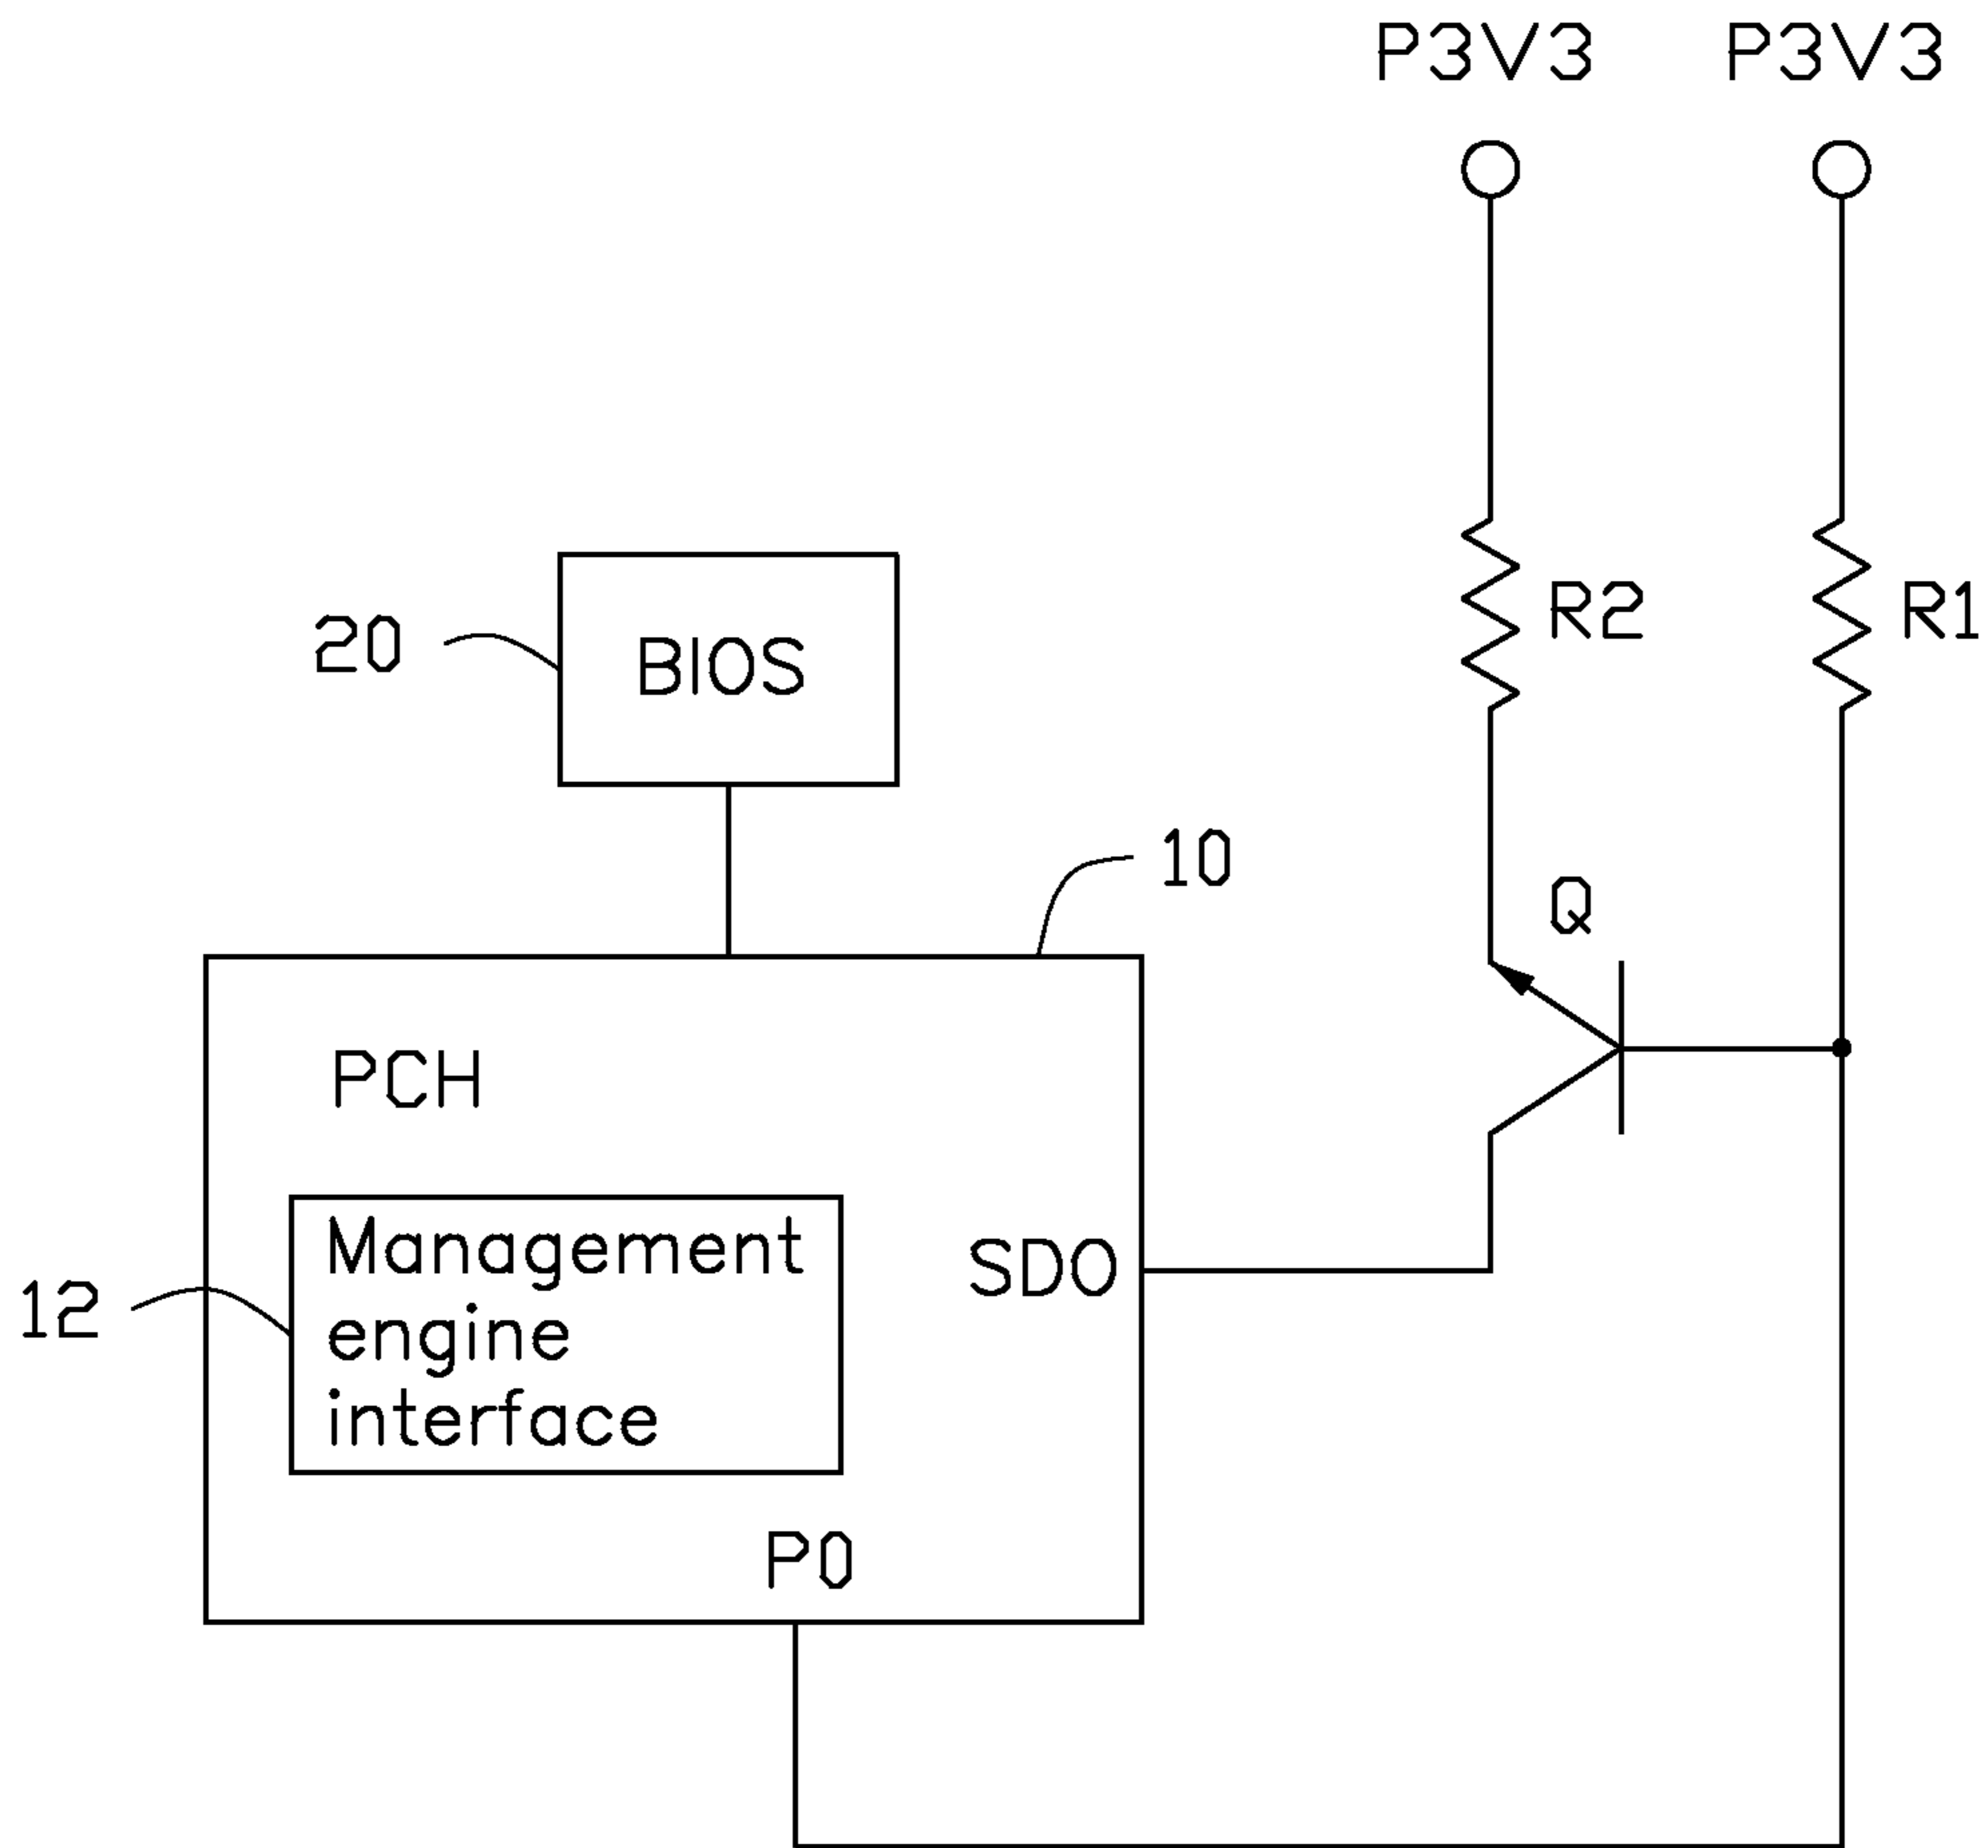 P3V3 P3V3
R2 R1
20 BIOS
10
Q
PCH
12
Management
engine
interface
SDO
P0